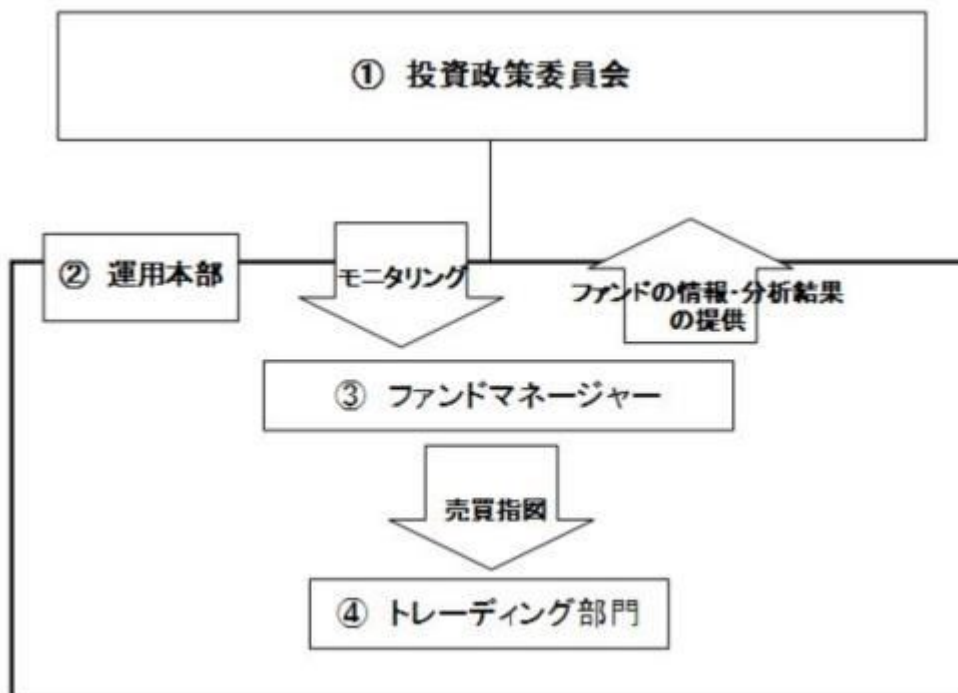 ① 投資政策委員会
② 運用本部
モニタリング
ファンドの情報・分析結果
の提供
③ ファンドマネージャー
売買指図
④ トレーディング部門